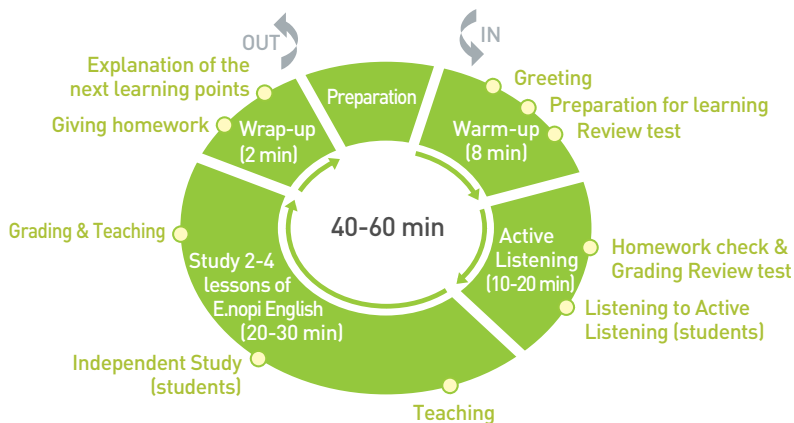 OUT
IN
Explanation of the
next learning points
Giving homework
Preparation
Greeting
Preparation for learning
Review test
Wrap-up
(2 min)
Warm-up
(8 min)
40-60 min
Grading & Teaching
Study 2-4
lessons of
E.nopi English
(20-30 min)
Active
Listening
(10-20 min)
Homework check &
Grading Review test
Listening to Active
Listening (students)
Independent Study
(students)
Teaching